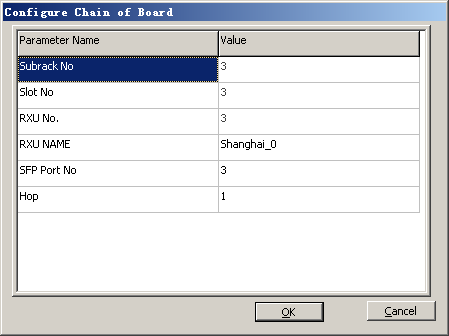 Configure Chain of Board
Parameter Name Value
Subrack No 3
Slot No 3
RXU No. 3
RXU NAME Shanghai_0
SFP Port No 3
Hop 1
OK Cancel